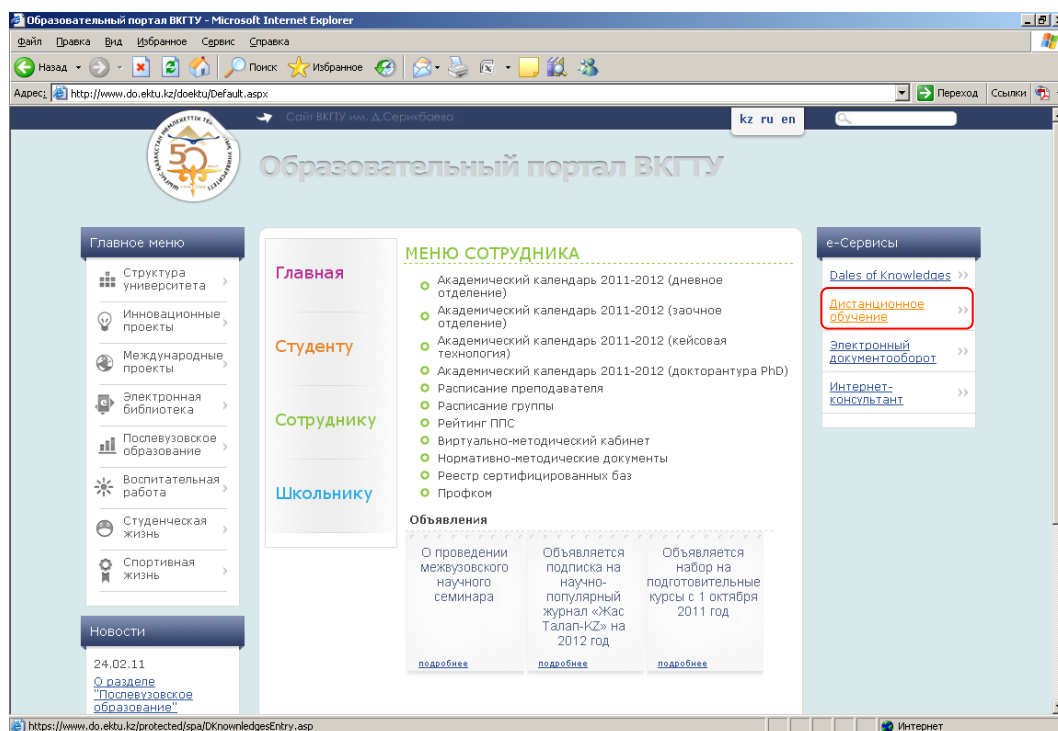 Образовательный портал ВКГТУ - Microsoft Internet Explorer
Файл Правка Вид Избранное Сервис Справка
Назад Поиск Избранное
Адрес: http://www.do.ektu.kz/doektu/Default.aspx Переход Ссылки
Сайт ВКГТУ им. Д.Серикбаева
kz ru en
50
Образовательный портал ВКГТУ
Главное меню
Структура
университета
Инновационные
проекты
Международные
проекты
Электронная
библиотека
Послевузовское
образование
Воспитательная
работа
Студенческая
жизнь
Спортивная
жизнь
Новости
24.02.11
О разделе
"Послевузовское
образование"
Главная
Студенту
Сотруднику
Школьнику
МЕНЮ СОТРУДНИКА
Академический календарь 2011-2012 (дневное
отделение)
Академический календарь 2011-2012 (заочное
отделение)
Академический календарь 2011-2012 (кейсовая
технология)
Академический календарь 2011-2012 (докторантура PhD)
Расписание преподавателя
Расписание группы
Рейтинг ППС
Виртуально-методический кабинет
Нормативно-методические документы
Реестр сертифицированных баз
Профком
Объявления
О проведении
межвузовского
научного
семинара
подробнее
Объявляется
подписка на
научно-
популярный
журнал «Жас
Талап-KZ» на
2012 год
подробнее
Объявляется
набор на
подготовительные
курсы с 1 октября
2011 год
подробнее
е-Сервисы
Dales of Knowledges
Дистанционное
обучение
Электронный
документооборот
Интернет-
консультант
https://www.do.ektu.kz/protected/spa/DKnownledgesEntry.asp
Интернет